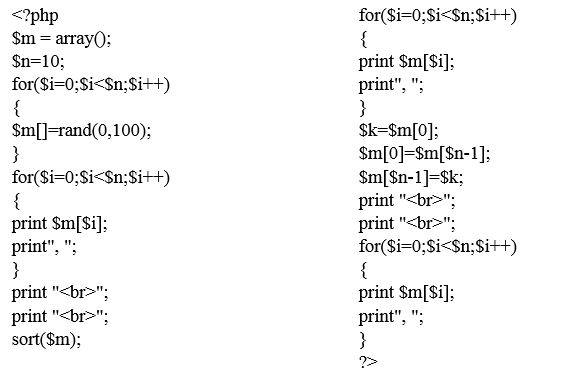 <?php
$m = array();
$n=10;
for($i=0;$i<$n;$i++)
{
$m[]=rand(0,100);
}
for($i=0;$i<$n;$i++)
{
print $m[$i];
print", ";
}
print "<br>";
print "<br>";
sort($m);
for($i=0;$i<$n;$i++)
{
print $m[$i];
print", ";
}
$k=$m[0];
$m[0]=$m[$n-1];
$m[$n-1]=$k;
print "<br>";
print "<br>";
for($i=0;$i<$n;$i++)
{
print $m[$i];
print", ";
}
?>